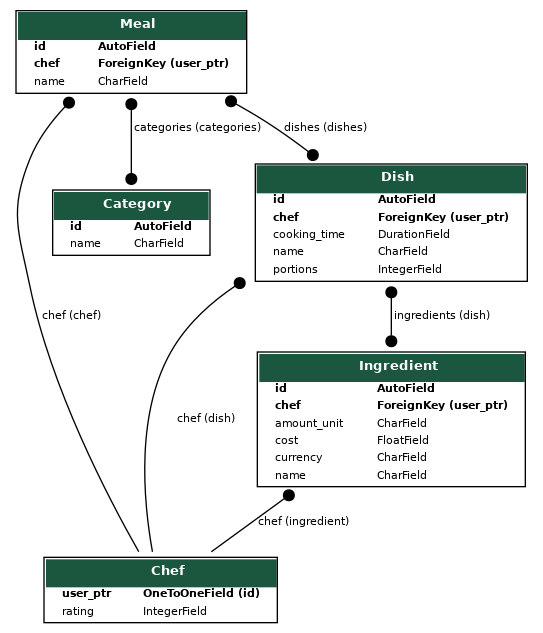 Meal
id AutoField
chef ForeignKey (user_ptr)
name CharField
categories (categories)
dishes (dishes)
Category
id AutoField
name CharField
Dish
id AutoField
chef ForeignKey (user_ptr)
cooking_time DurationField
name CharField
portions IntegerField
chef (chef)
ingredients (dish)
Ingredient
id AutoField
chef ForeignKey (user_ptr)
amount_unit CharField
cost FloatField
currency CharField
name CharField
chef (dish)
chef (ingredient)
Chef
user_ptr OneToOneField (id)
rating IntegerField